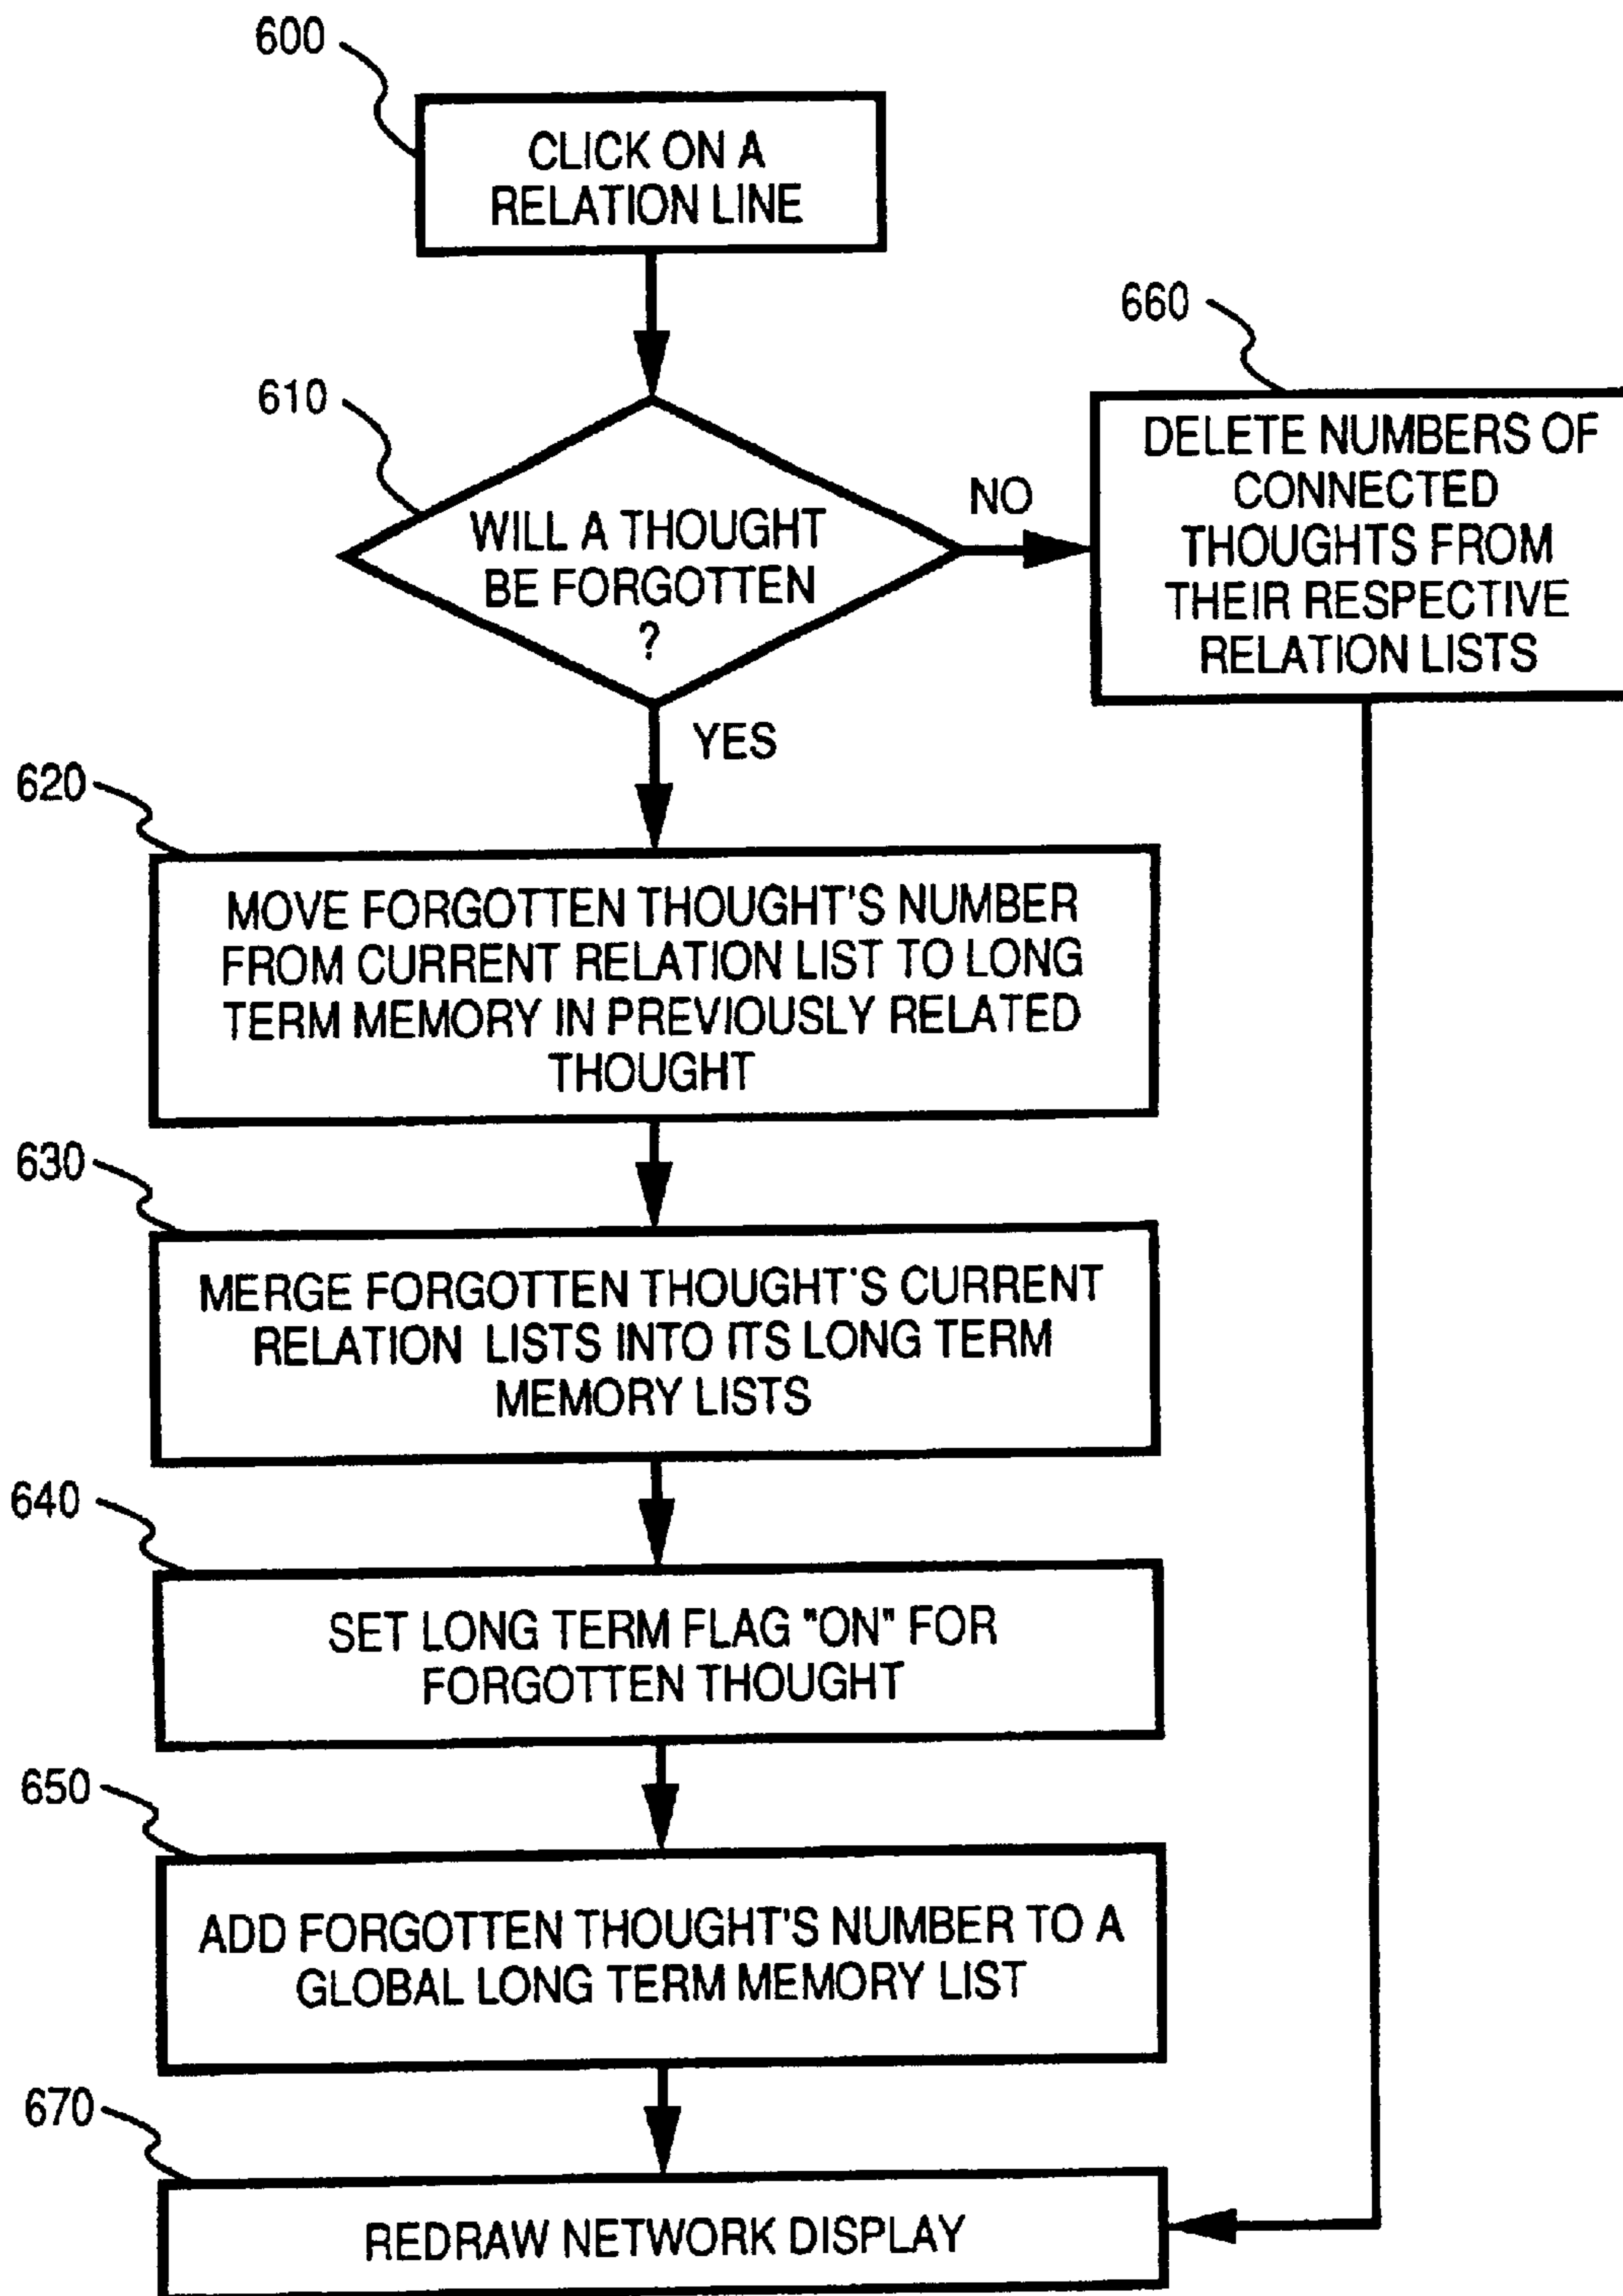 600
CLICK ON A
RELATION LINE
610
WILL A THOUGHT
BE FORGOTTEN
?
NO
660
DELETE NUMBERS OF
CONNECTED
THOUGHTS FROM
THEIR RESPECTIVE
RELATION LISTS
YES
620
MOVE FORGOTTEN THOUGHT'S NUMBER
FROM CURRENT RELATION LIST TO LONG
TERM MEMORY IN PREVIOUSLY RELATED
THOUGHT
630
MERGE FORGOTTEN THOUGHT'S CURRENT
RELATION LISTS INTO ITS LONG TERM
MEMORY LISTS
640
SET LONG TERM FLAG "ON" FOR
FORGOTTEN THOUGHT
650
ADD FORGOTTEN THOUGHT'S NUMBER TO A
GLOBAL LONG TERM MEMORY LIST
670
REDRAW NETWORK DISPLAY